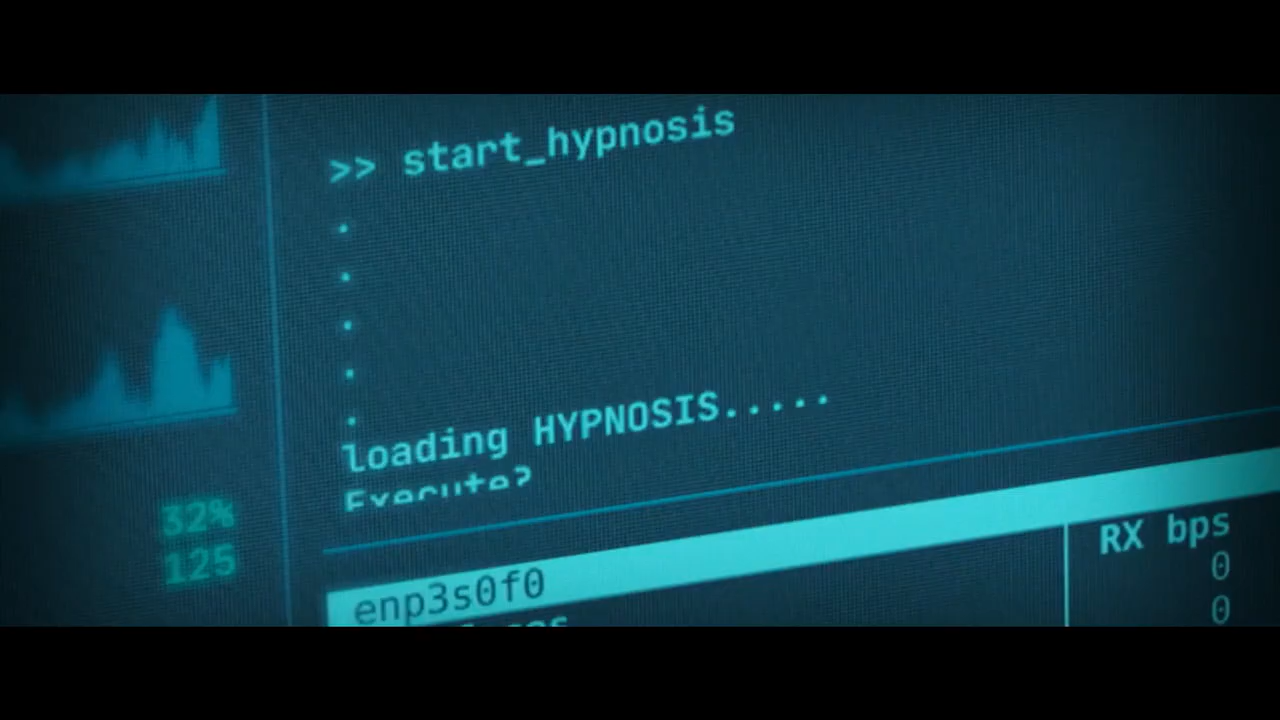 >> start_hypnosis
.
.
.
.
.
loading HYPNOSIS.....
Execute?
32%
125
enp3s0f0
RX bps
0
0